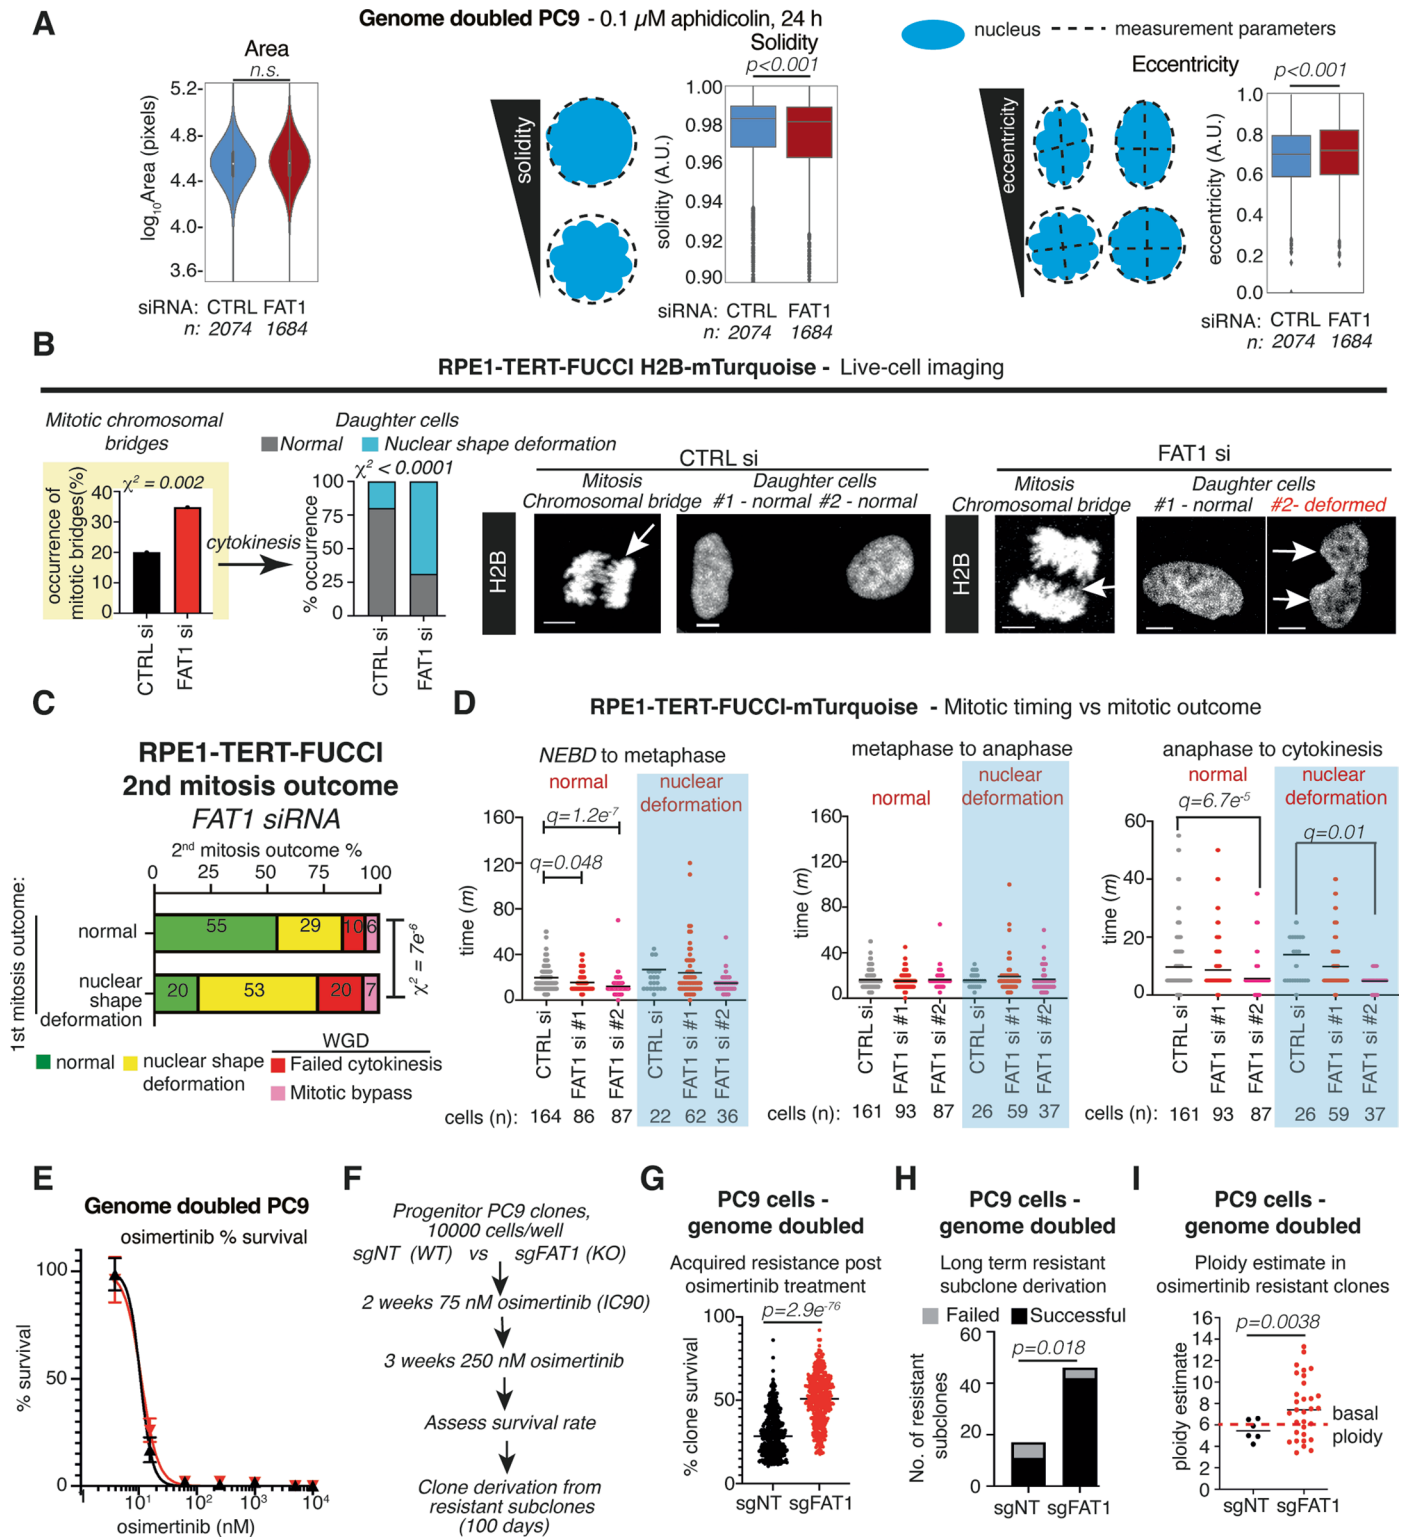 A
Genome doubled PC9 - 0.1 µM aphidicolin, 24 h
Area
n.s.
log10Area (pixels)
5.2-
4.8-
4.4-
4.0-
3.6-
siRNA: CTRL FAT1
n: 2074 1684
solidity
Solidity
p<0.001
solidity (A.U.)
1.00
0.98
0.96
0.94
0.92
0.90
siRNA: CTRL FAT1
n: 2074 1684
nucleus measurement parameters
Eccentricity
p<0.001
eccentricity
eccentricity (A.U.)
1.0
0.8
0.6
0.4
0.2
0.0
siRNA: CTRL FAT1
n: 2074 1684
B
RPE1-TERT-FUCCI H2B-mTurquoise - Live-cell imaging
Mitotic chromosomal
bridges
χ² = 0.002
occurrence of
mitotic bridges(%)
40
30
20
10
0
CTRL si
FAT1 si
cytokinesis
Daughter cells
Normal Nuclear shape deformation
χ² < 0.0001
% occurrence
100
75
50
25
0
CTRL si
FAT1 si
CTRL si
Mitosis
Chromosomal bridge
Daughter cells
#1 - normal #2 - normal
H2B
FAT1 si
Mitosis
Chromosomal bridge
Daughter cells
#1 - normal #2- deformed
H2B
C
RPE1-TERT-FUCCI
2nd mitosis outcome
FAT1 siRNA
2nd mitosis outcome %
0 25 50 75 100
1st mitosis outcome:
normal
55 29 10 6
nuclear
shape
deformation
20 53 20 7
χ² = 7e-6
WGD
normal
nuclear shape
deformation
Failed cytokinesis
Mitotic bypass
D
RPE1-TERT-FUCCI-mTurquoise - Mitotic timing vs mitotic outcome
NEBD to metaphase
normal
nuclear
deformation
q=1.2e-7
q=0.048
time (m)
160
120
80
40
0
CTRL si
FAT1 si #1
FAT1 si #2
CTRL si
FAT1 si #1
FAT1 si #2
cells (n): 164 86 87 22 62 36
metaphase to anaphase
normal
nuclear
deformation
time (m)
160
120
80
40
0
CTRL si
FAT1 si #1
FAT1 si #2
CTRL si
FAT1 si #1
FAT1 si #2
cells (n): 161 93 87 26 59 37
anaphase to cytokinesis
normal
nuclear
deformation
q=6.7e-5
q=0.01
time (m)
60
40
20
0
CTRL si
FAT1 si #1
FAT1 si #2
CTRL si
FAT1 si #1
FAT1 si #2
cells (n): 161 93 87 26 59 37
E
Genome doubled PC9
osimertinib % survival
% survival
100
50
0
10¹ 10² 10³ 10⁴
osimertinib (nM)
F
Progenitor PC9 clones,
10000 cells/well
sgNT (WT) vs sgFAT1 (KO)
2 weeks 75 nM osimertinib (IC90)
3 weeks 250 nM osimertinib
Assess survival rate
Clone derivation from
resistant subclones
(100 days)
G
PC9 cells -
genome doubled
Acquired resistance post
osimertinib treatment
p=2.9e-76
% clone survival
100
50
0
sgNT sgFAT1
H
PC9 cells -
genome doubled
Long term resistant
subclone derivation
Failed Successful
p=0.018
No. of resistant
subclones
60
40
20
0
sgNT sgFAT1
I
PC9 cells -
genome doubled
Ploidy estimate in
osimertinib resistant clones
p=0.0038
ploidy estimate
16
14
12
10
8
6
4
2
0
basal
ploidy
sgNT sgFAT1